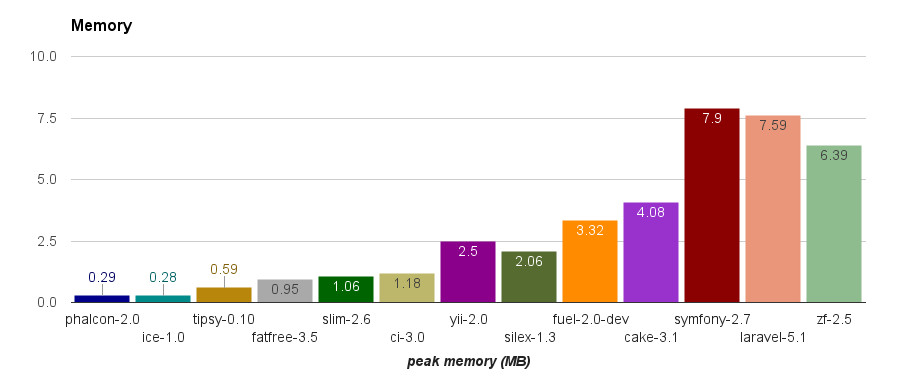 Memory
10.0
7.5
5.0
2.5
0.0
0.29
0.28
0.59
0.95
1.06
1.18
2.5
2.06
3.32
4.08
7.9
7.59
6.39
phalcon-2.0
ice-1.0
tipsy-0.10
fatfree-3.5
slim-2.6
ci-3.0
yii-2.0
silex-1.3
fuel-2.0-dev
cake-3.1
symfony-2.7
laravel-5.1
zf-2.5
peak memory (MB)